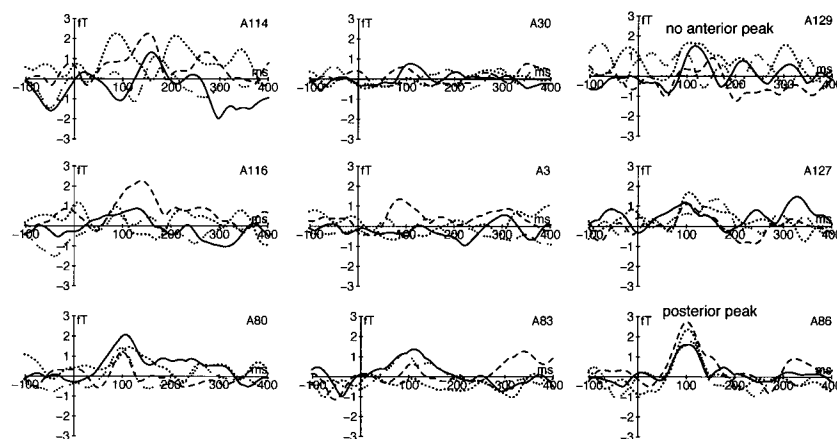 3 fT A114
2
1 ms
−100 100 200 300 400
−1
−2
−3
3 fT A30
2
1 ms
−100 100 200 300 400
−1
−2
−3
3 fT A129
no anterior peak
2
1 ms
−100 100 200 300 400
−1
−2
−3
3 fT A116
2
1 ms
−100 100 200 300 400
−1
−2
−3
3 fT A3
2
1 ms
−100 100 200 300 400
−1
−2
−3
3 fT A127
2
1 ms
−100 100 200 300 400
−1
−2
−3
3 fT A80
2
1 ms
−100 100 200 300 400
−1
−2
−3
3 fT A83
2
1 ms
−100 100 200 300 400
−1
−2
−3
posterior peak
3 fT A86
2
1 ms
−100 100 200 300 400
−1
−2
−3